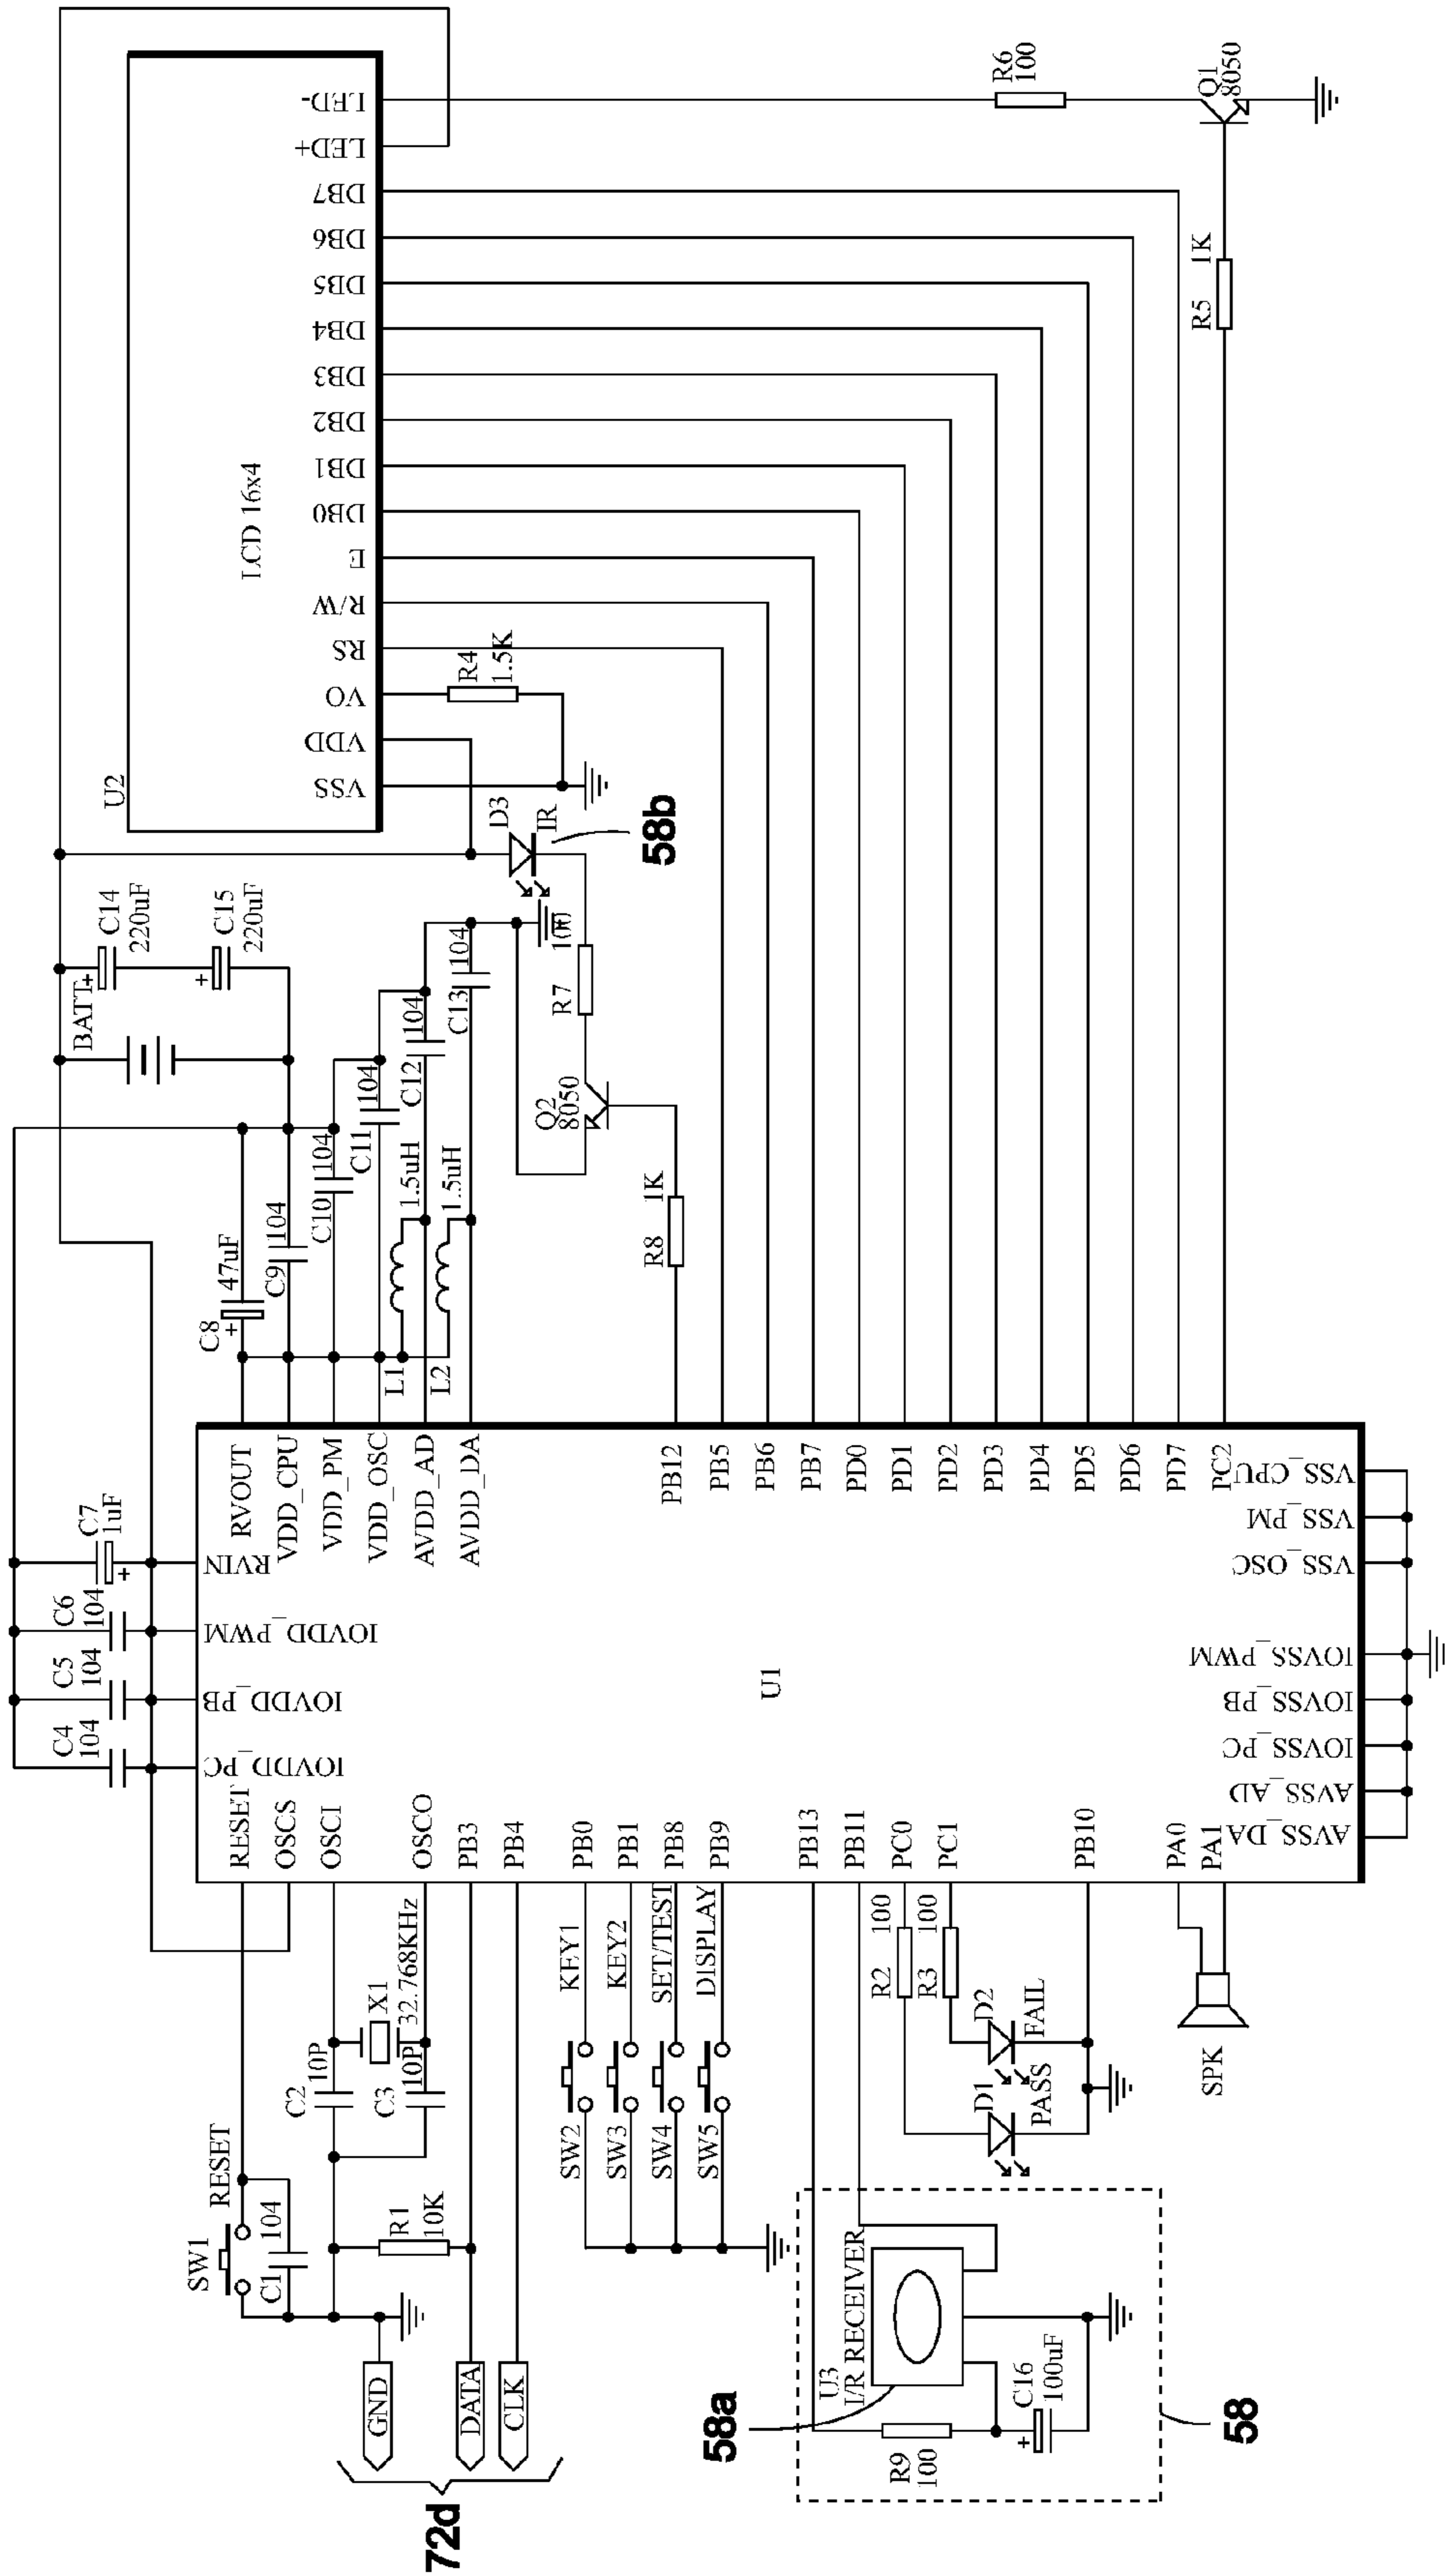 U2
LCD 16x4
VSS
VDD
VO
RS
R/W
E
DB0
DB1
DB2
DB3
DB4
DB5
DB6
DB7
LED+
LED-
R6
100
Q1
8050
R5
1K
R4
1.5K
D3
IR
58b
C14
220uF
C15
220uF
BATT
+
+
R7
100
Q2
8050
R8
1K
C8
47uF
+
C9
104
C10
104
C11
104
C12
104
C13
104
L1
1.5uH
L2
1.5uH
C4
104
C5
104
C6
104
C7
1uF
+
U1
RVOUT
VDD_CPU
VDD_PM
VDD_OSC
AVDD_AD
AVDD_DA
PB12
PB5
PB6
PB7
PD0
PD1
PD2
PD3
PD4
PD5
PD6
PD7
PC2
IOVDD_PC
IOVDD_PB
IOVDD_PWM
RVIN
AVSS_DA
AVSS_AD
IOVSS_PC
IOVSS_PB
IOVSS_PWM
VSS_OSC
VSS_PM
VSS_CPU
RESET
OSCS
OSCI
OSCO
PB3
PB4
PB0
PB1
PB8
PB9
PB13
PB11
PC0
PC1
PB10
PA0
PA1
SW1
RESET
C1
104
C2
10P
C3
10P
X1
32.768KHz
R1
10K
GND
DATA
CLK
72d
SW2
KEY1
SW3
KEY2
SW4
SET/TEST
SW5
DISPLAY
R2
100
R3
100
D1
PASS
D2
FAIL
SPK
U3
I/R RECEIVER
58a
R9
100
C16
100uF
+
58